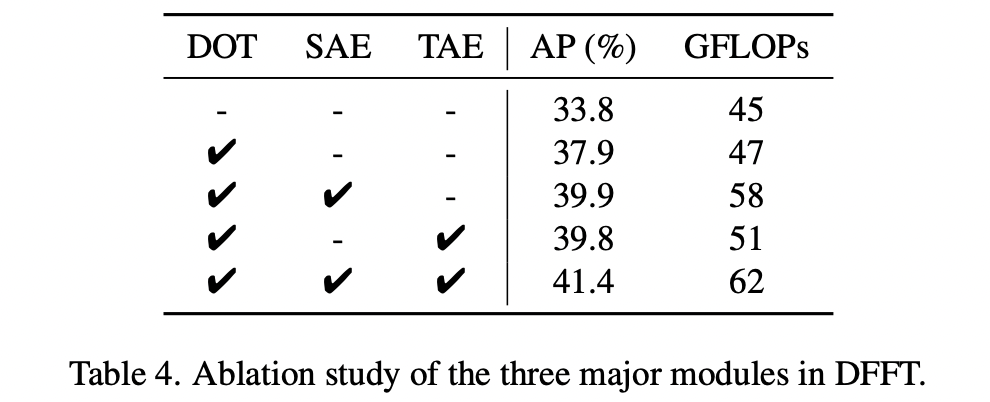 DOT SAE TAE AP (%) GFLOPs
- - - 33.8 45
✔ - - 37.9 47
✔ ✔ - 39.9 58
✔ - ✔ 39.8 51
✔ ✔ ✔ 41.4 62
Table 4. Ablation study of the three major modules in DFFT.